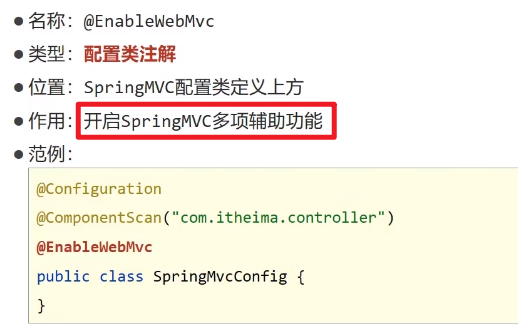 ● 名称：@EnableWebMvc
● 类型：配置类注解
● 位置：SpringMVC配置类定义上方
● 作用：开启SpringMVC多项辅助功能
● 范例：
@Configuration
@ComponentScan("com.itheima.controller")
@EnableWebMvc
public class SpringMvcConfig {
}